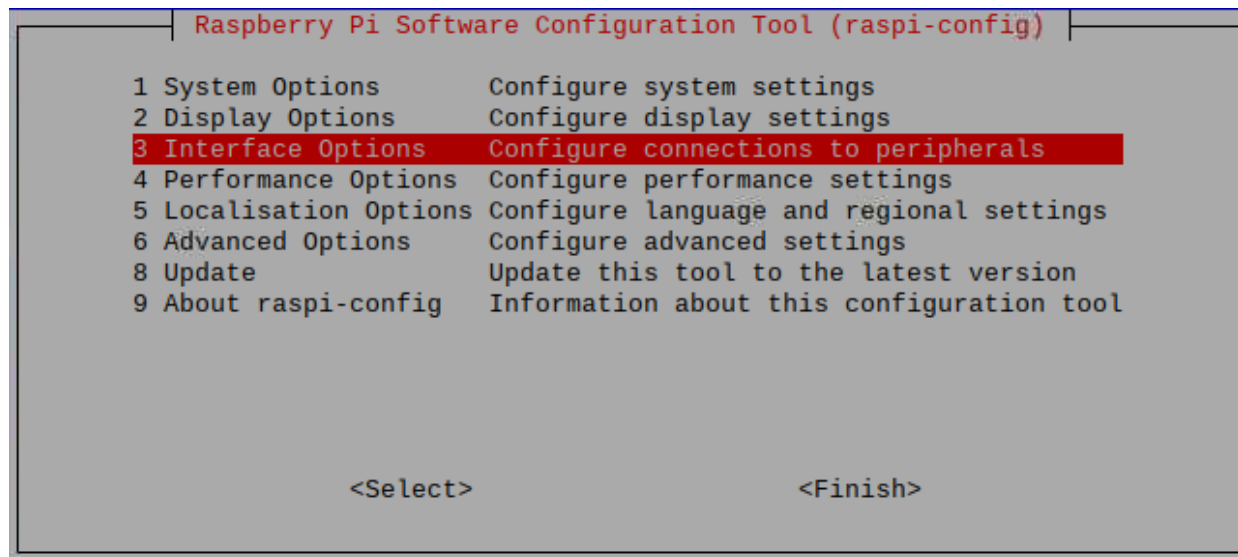 Raspberry Pi Software Configuration Tool (raspi-config)
1 System Options Configure system settings
2 Display Options Configure display settings
3 Interface Options Configure connections to peripherals
4 Performance Options Configure performance settings
5 Localisation Options Configure language and regional settings
6 Advanced Options Configure advanced settings
8 Update Update this tool to the latest version
9 About raspi-config Information about this configuration tool
<Select> <Finish>